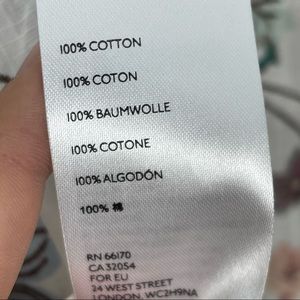 100% COTTON
100% COTON
100% BAUMWOLLE
100% COTONE
100% ALGODÓN
100% 棉
RN 66170
CA 32054
FOR EU
24 WEST STREET
LONDON, WC2H9NA